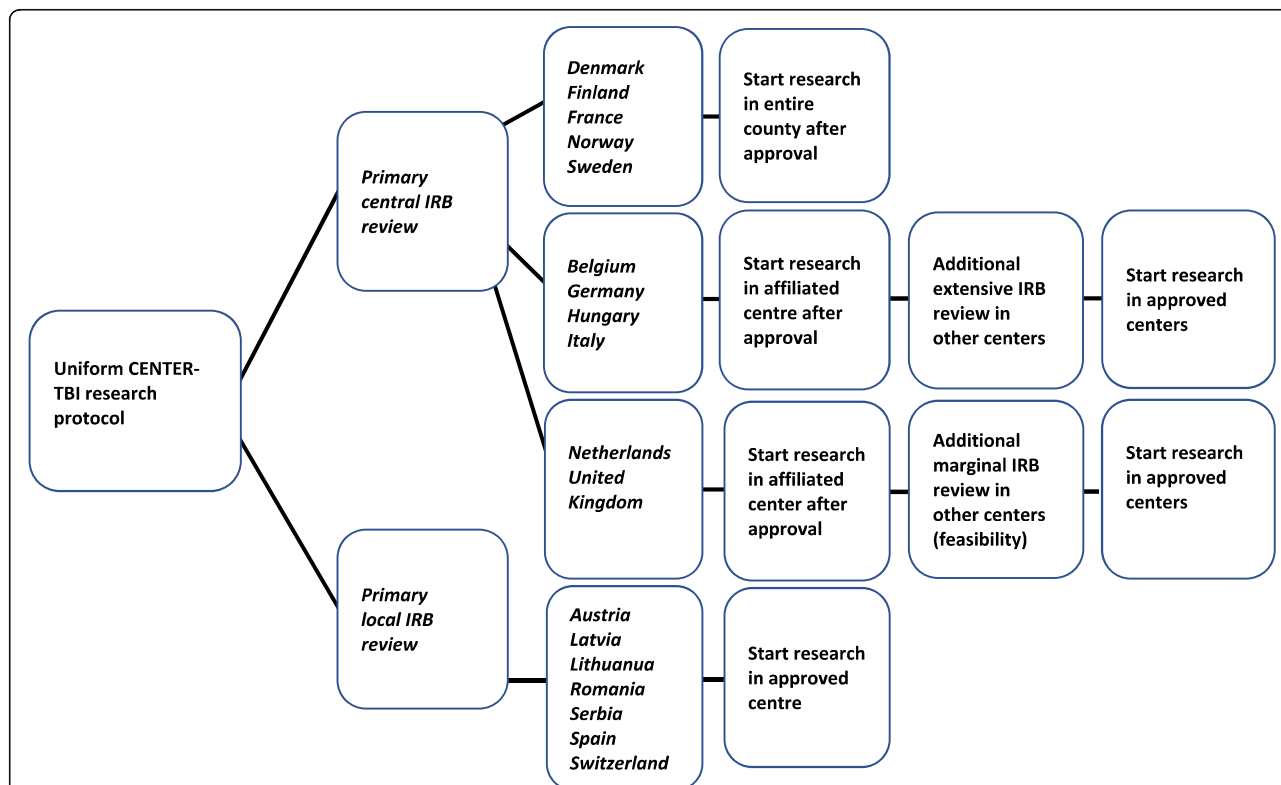 Uniform CENTER-
TBI research
protocol
Primary
central IRB
review
Denmark
Finland
France
Norway
Sweden
Start research
in entire
county after
approval
Belgium
Germany
Hungary
Italy
Start research
in affiliated
centre after
approval
Additional
extensive IRB
review in
other centers
Start research
in approved
centers
Netherlands
United
Kingdom
Start research
in affiliated
center after
approval
Additional
marginal IRB
review in
other centers
(feasibility)
Start research
in approved
centers
Primary
local IRB
review
Austria
Latvia
Lithuanua
Romania
Serbia
Spain
Switzerland
Start research
in approved
centre